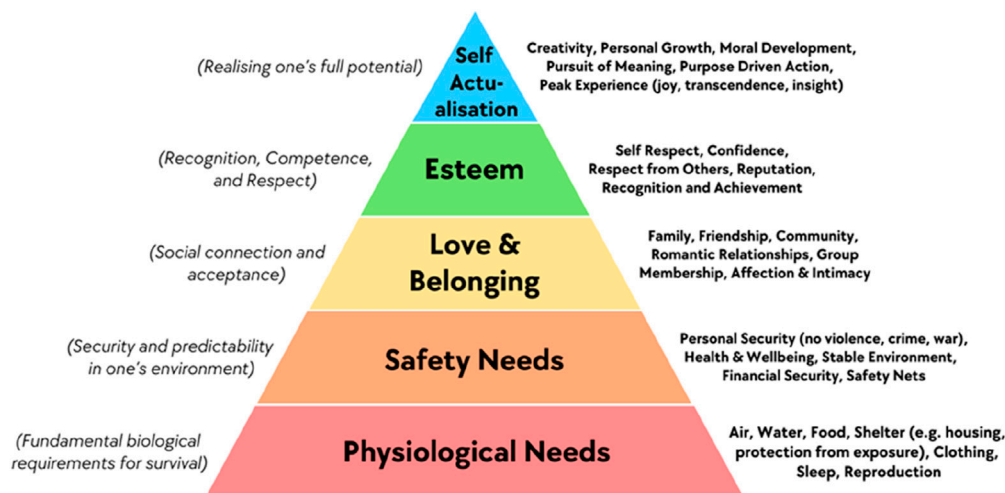 (Realising one's full potential)
Self
Actu-
alisation
Creativity, Personal Growth, Moral Development,
Pursuit of Meaning, Purpose Driven Action,
Peak Experience (joy, transcendence, insight)
(Recognition, Competence,
and Respect)
Esteem
Self Respect, Confidence,
Respect from Others, Reputation,
Recognition and Achievement
(Social connection and
acceptance)
Love &
Belonging
Family, Friendship, Community,
Romantic Relationships, Group
Membership, Affection & Intimacy
(Security and predictability
in one's environment)
Safety Needs
Personal Security (no violence, crime, war),
Health & Wellbeing, Stable Environment,
Financial Security, Safety Nets
(Fundamental biological
requirements for survival)
Physiological Needs
Air, Water, Food, Shelter (e.g. housing,
protection from exposure), Clothing,
Sleep, Reproduction